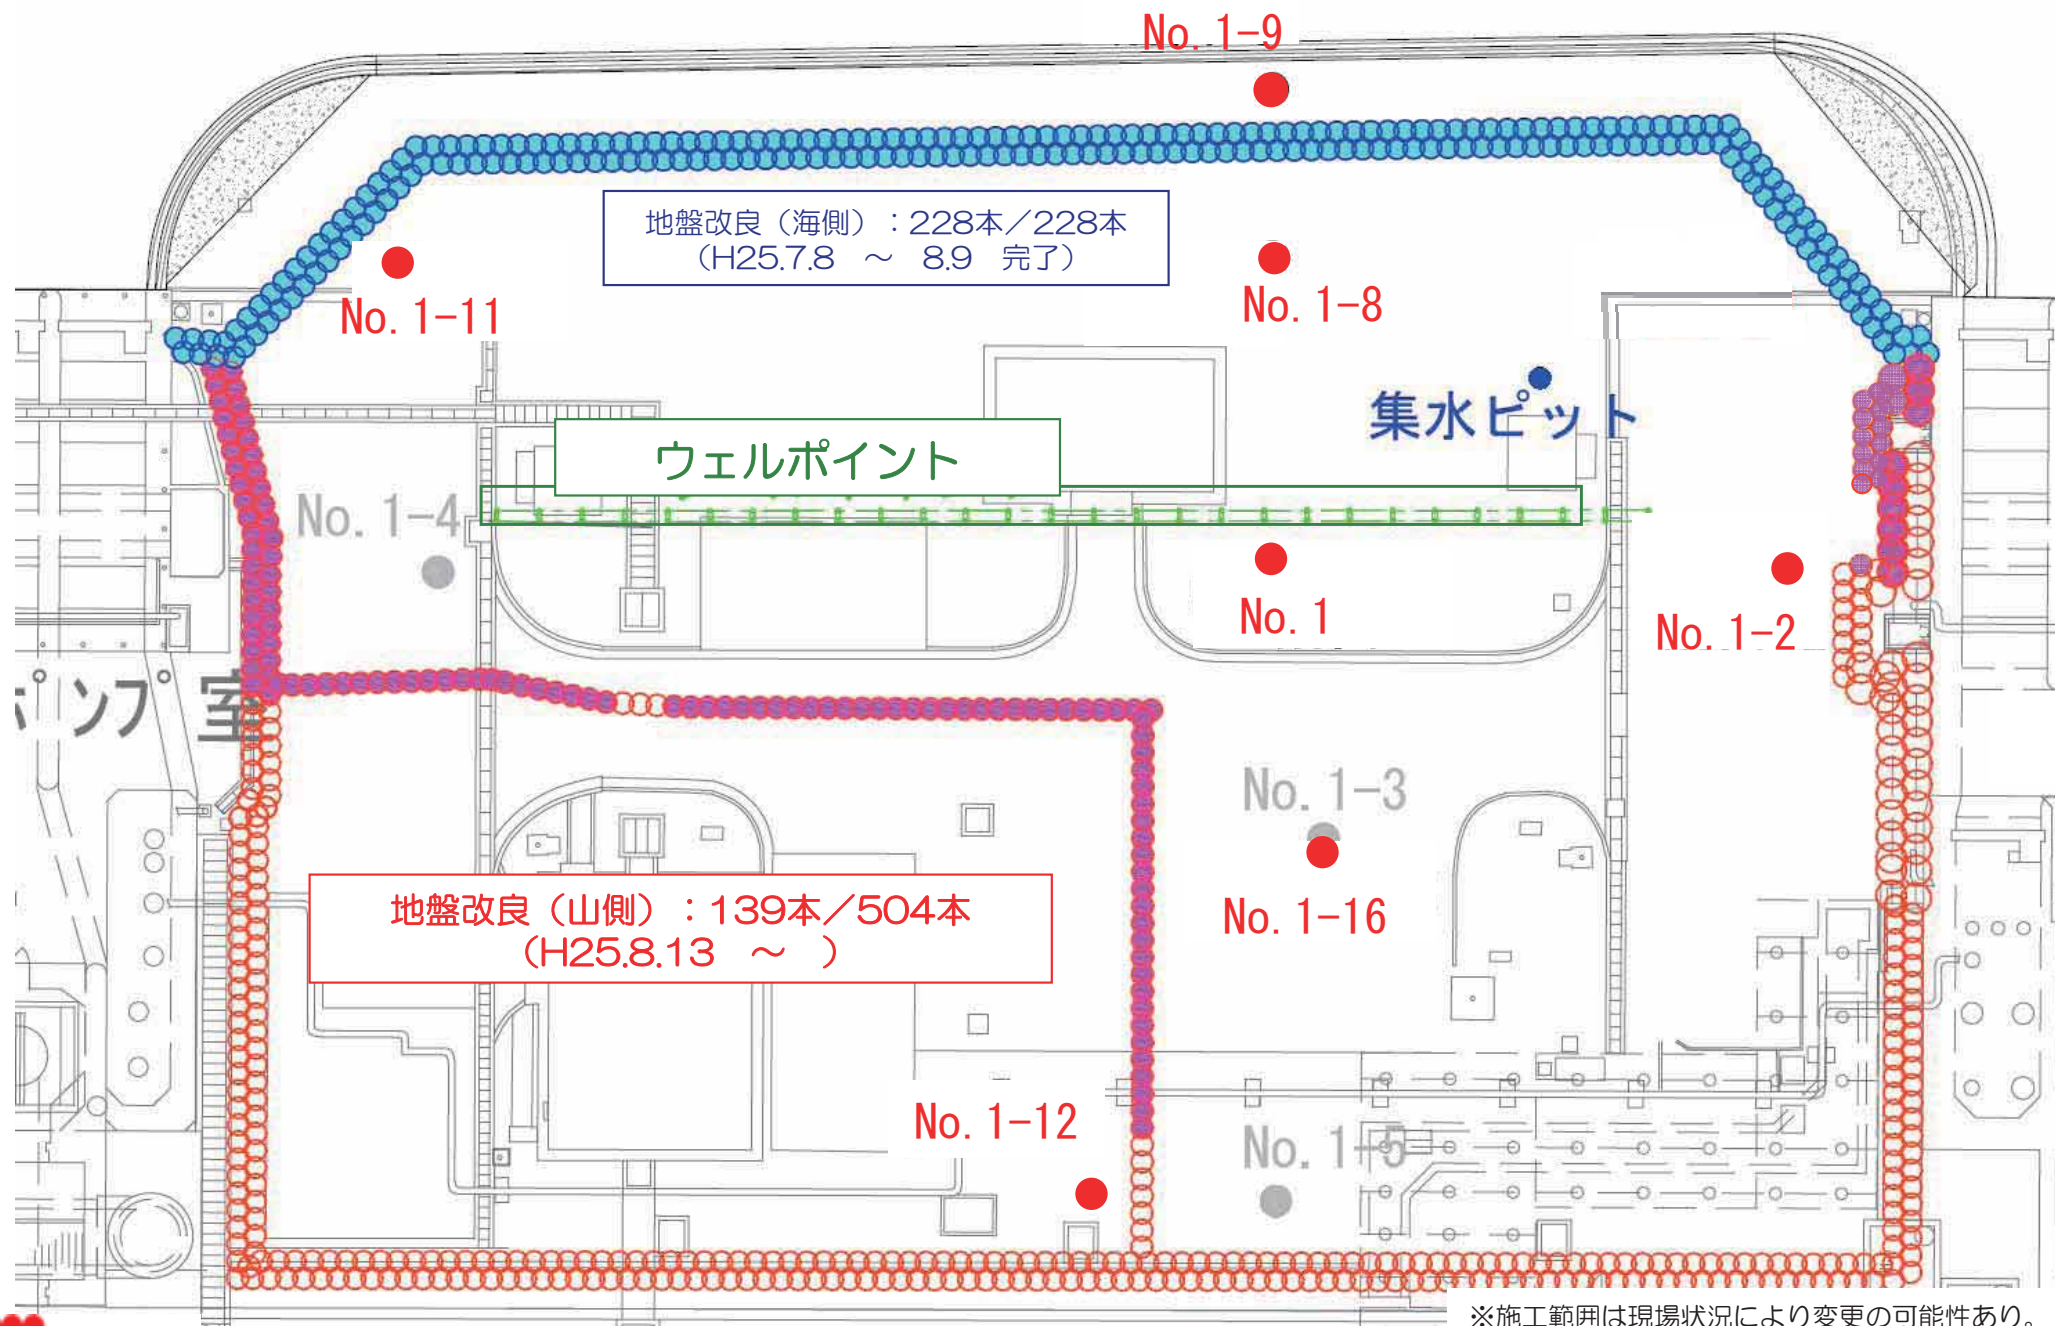 No. 1-9
地盤改良（海側）：228本／228本
（H25.7.8　～　8.9　完了）
No. 1-11
No. 1-8
集水ピット
ウェルポイント
No. 1-4
No. 1
No. 1-2
ポンプ室
No. 1-3
No. 1-16
地盤改良（山側）：139本／504本
（H25.8.13　～　）
No. 1-12
No. 1-5
※施工範囲は現場状況により変更の可能性あり。